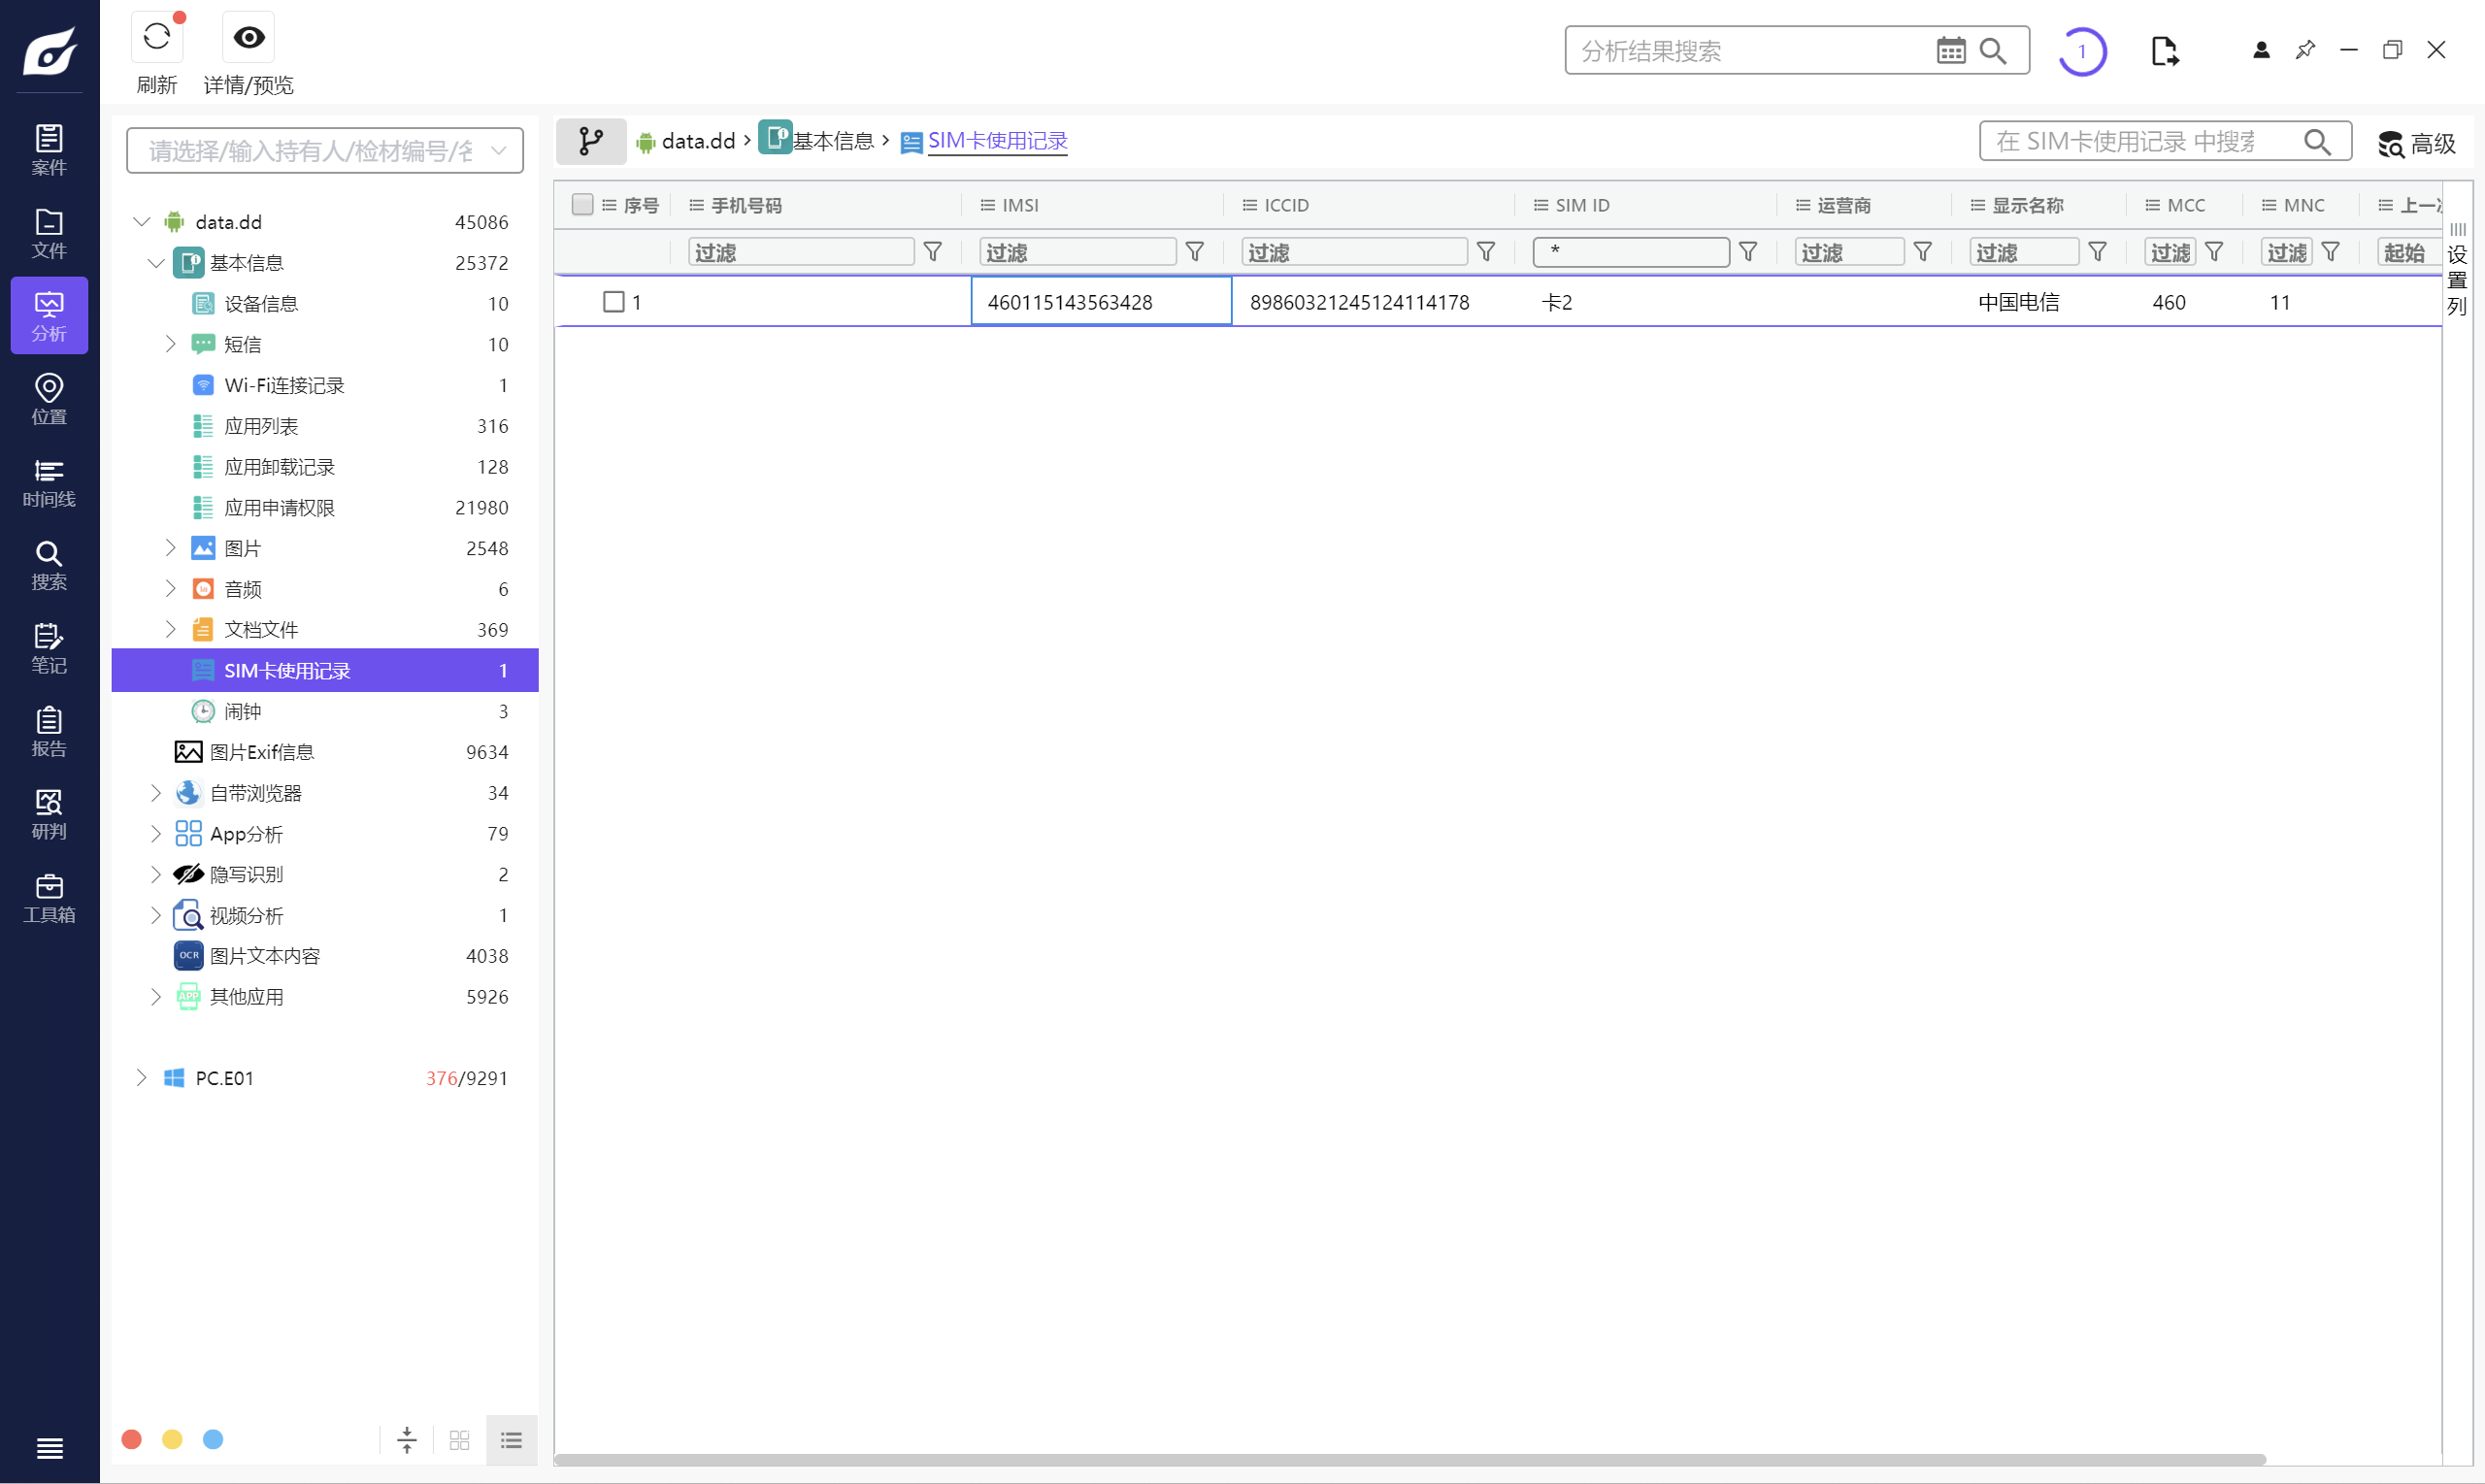 刷新
详情/预览
分析结果搜索
1
案件
文件
分析
位置
时间线
搜索
笔记
报告
研判
工具箱
请选择/输入持有人/检材编号/名
data.dd 45086
基本信息 25372
设备信息 10
短信 10
Wi-Fi连接记录 1
应用列表 316
应用卸载记录 128
应用申请权限 21980
图片 2548
音频 6
文档文件 369
SIM卡使用记录 1
闹钟 3
图片Exif信息 9634
自带浏览器 34
App分析 79
隐写识别 2
视频分析 1
OCR 图片文本内容 4038
APP 其他应用 5926
PC.E01 376/9291
data.dd › 基本信息 › SIM卡使用记录
在 SIM卡使用记录 中搜索
高级
序号 手机号码 IMSI ICCID SIM ID 运营商 显示名称 MCC MNC 上一
过滤 过滤 过滤 * 过滤 过滤 过滤 过滤 起始
1 460115143563428 89860321245124114178 卡2 中国电信 460 11
设置列